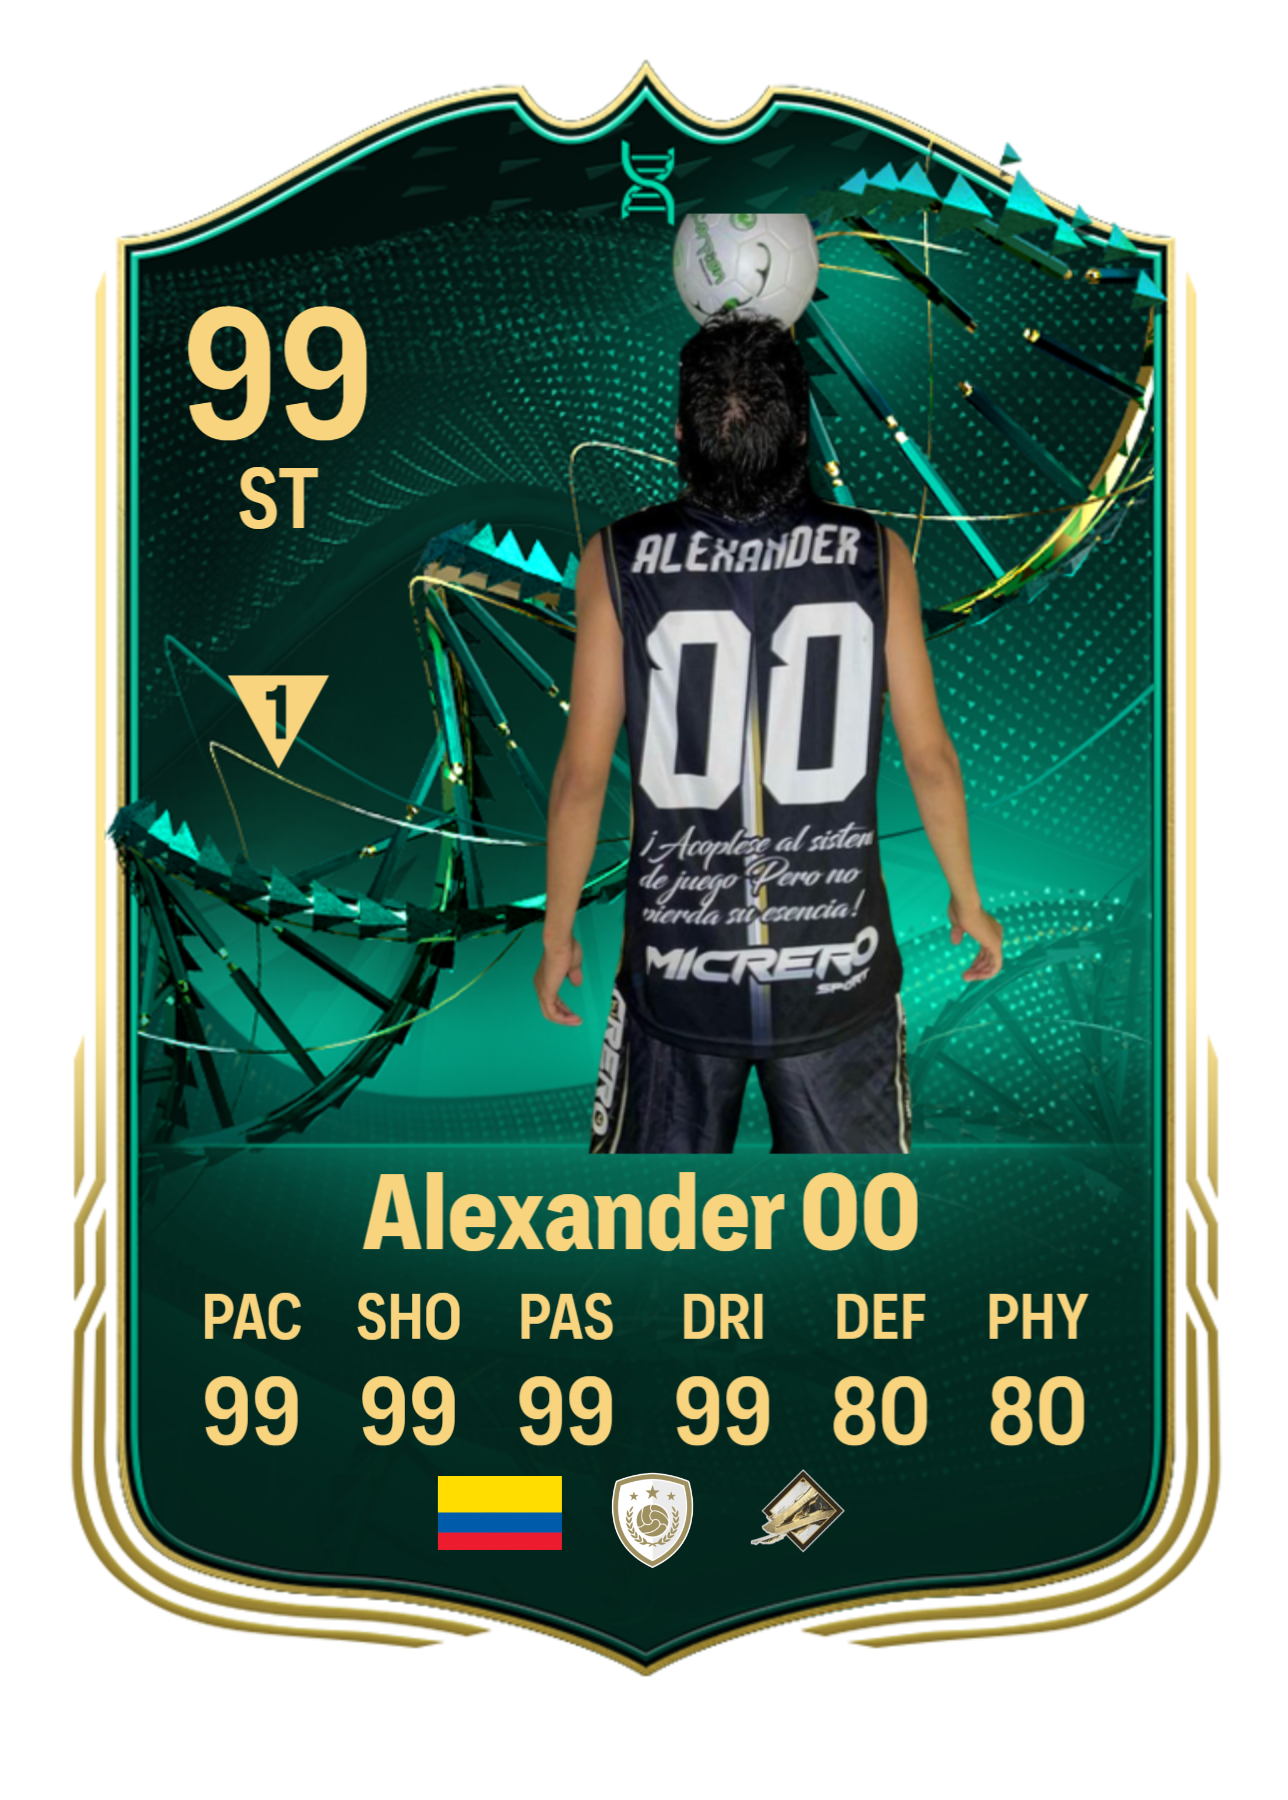 99
ST
1
ALEXANDER
00
¡Acoplese al sistem
de juego Pero no
pierda su esencia!
MICRERO
SPORT
Alexander 00
PAC SHO PAS DRI DEF PHY
99 99 99 99 80 80